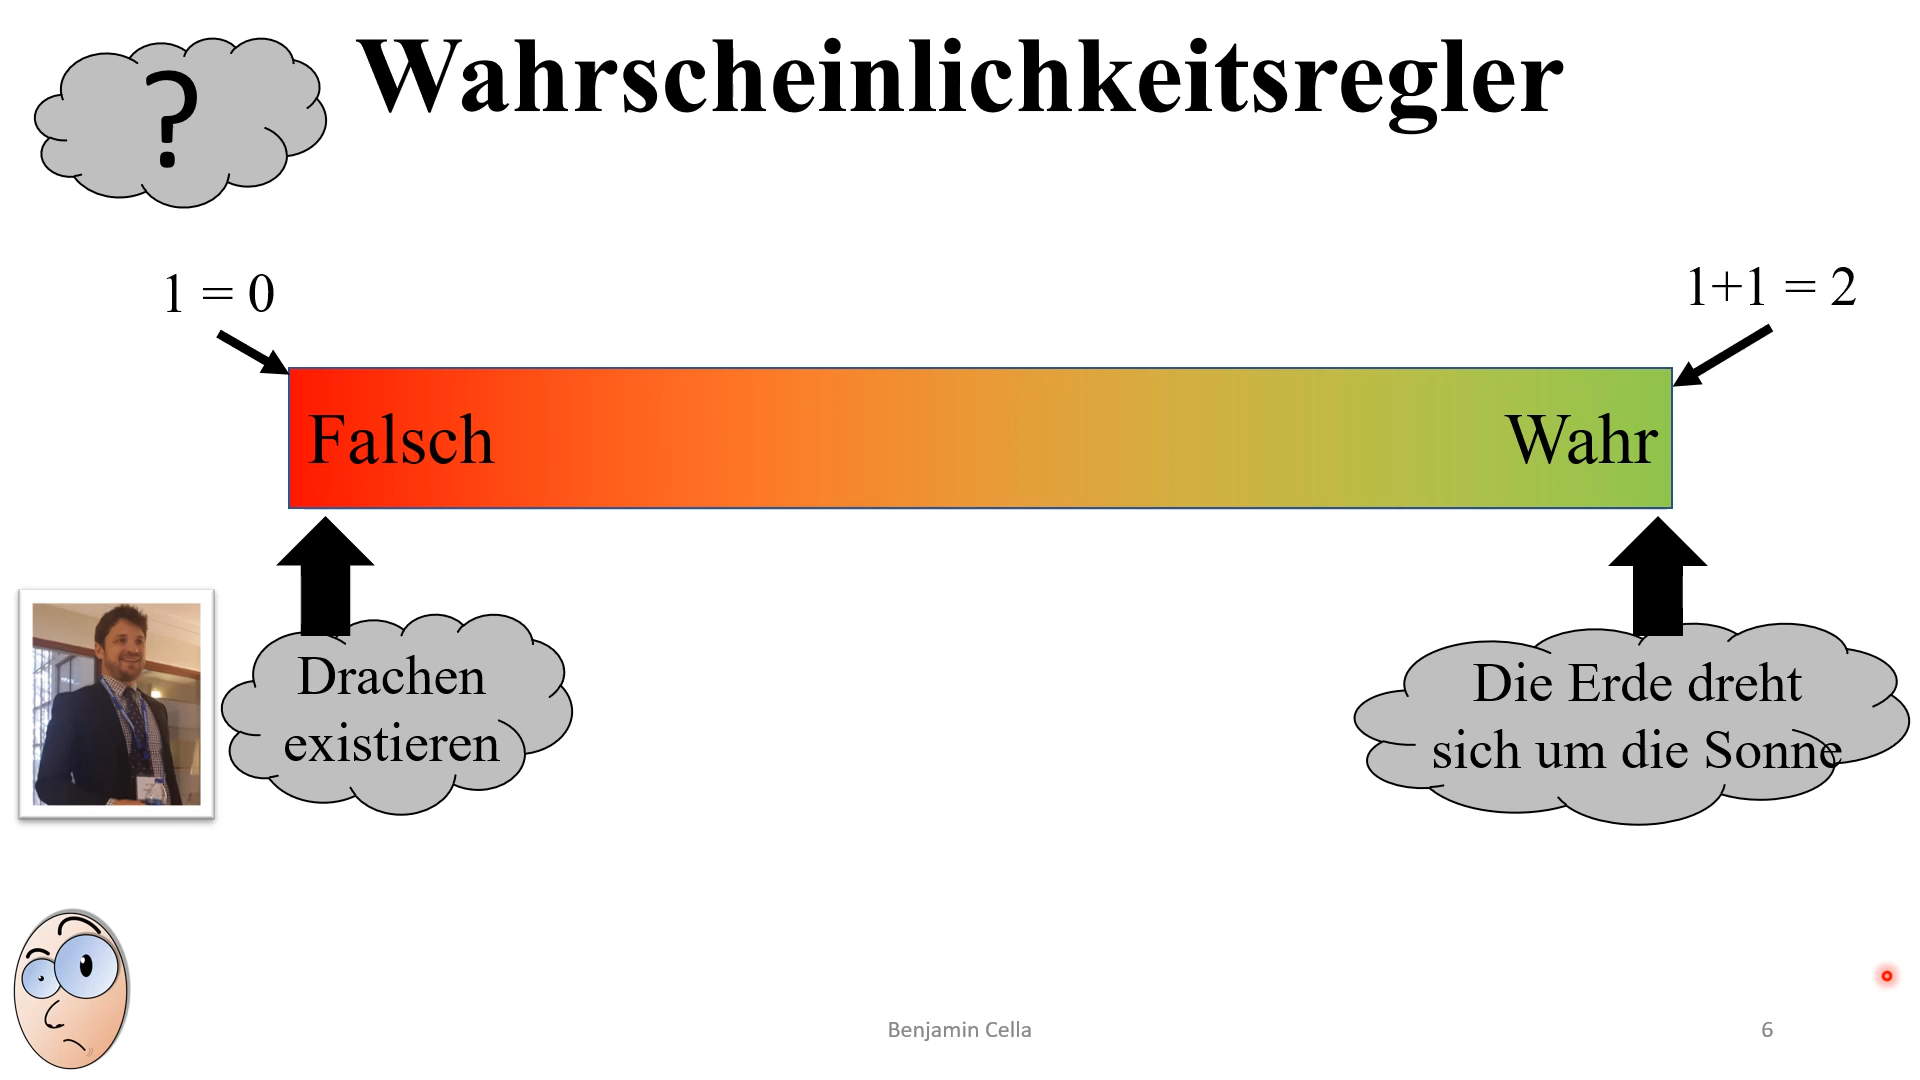 ?
Wahrscheinlichkeitsregler
1 = 0
1+1 = 2
Falsch
Wahr
Drachen
existieren
Die Erde dreht
sich um die Sonne
Benjamin Cella
6